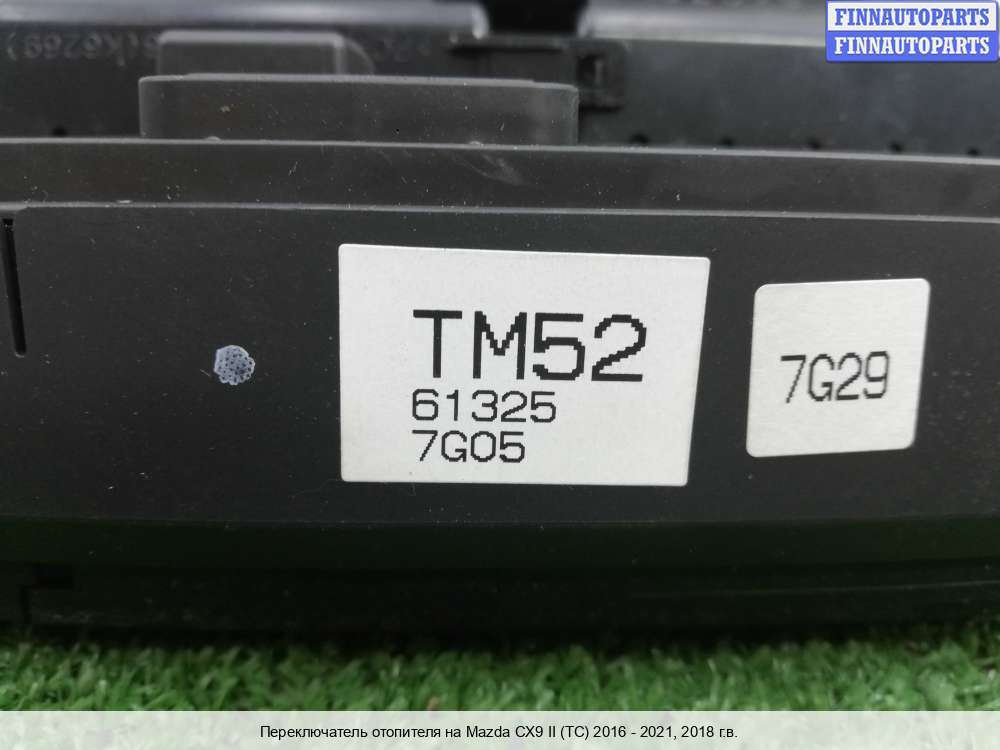 FINNAUTOPARTS
FINNAUTOPARTS
TM52
61325
7G05
7G29
Переключатель отопителя на Mazda CX9 II (TC) 2016 - 2021, 2018 г.в.